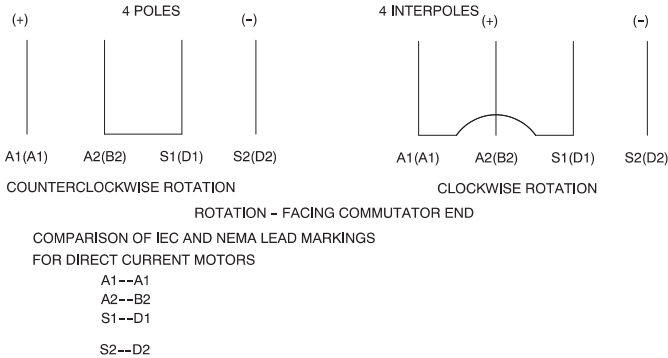 4 POLES 4 INTERPOLES
(+) (-) (+) (-)
A1(A1) A2(B2) S1(D1) S2(D2) A1(A1) A2(B2) S1(D1) S2(D2)
COUNTERCLOCKWISE ROTATION CLOCKWISE ROTATION
ROTATION - FACING COMMUTATOR END
COMPARISON OF IEC AND NEMA LEAD MARKINGS
FOR DIRECT CURRENT MOTORS
A1--A1
A2--B2
S1--D1
S2--D2